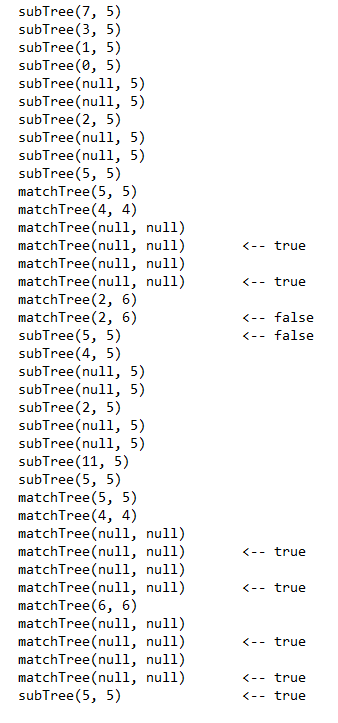 subTree(7, 5)
subTree(3, 5)
subTree(1, 5)
subTree(0, 5)
subTree(null, 5)
subTree(null, 5)
subTree(2, 5)
subTree(null, 5)
subTree(null, 5)
subTree(5, 5)
matchTree(5, 5)
matchTree(4, 4)
matchTree(null, null)
matchTree(null, null) <-- true
matchTree(null, null)
matchTree(null, null) <-- true
matchTree(2, 6)
matchTree(2, 6) <-- false
subTree(5, 5) <-- false
subTree(4, 5)
subTree(null, 5)
subTree(null, 5)
subTree(2, 5)
subTree(null, 5)
subTree(null, 5)
subTree(11, 5)
subTree(5, 5)
matchTree(5, 5)
matchTree(4, 4)
matchTree(null, null)
matchTree(null, null) <-- true
matchTree(null, null)
matchTree(null, null) <-- true
matchTree(6, 6)
matchTree(null, null)
matchTree(null, null) <-- true
matchTree(null, null)
matchTree(null, null) <-- true
subTree(5, 5) <-- true